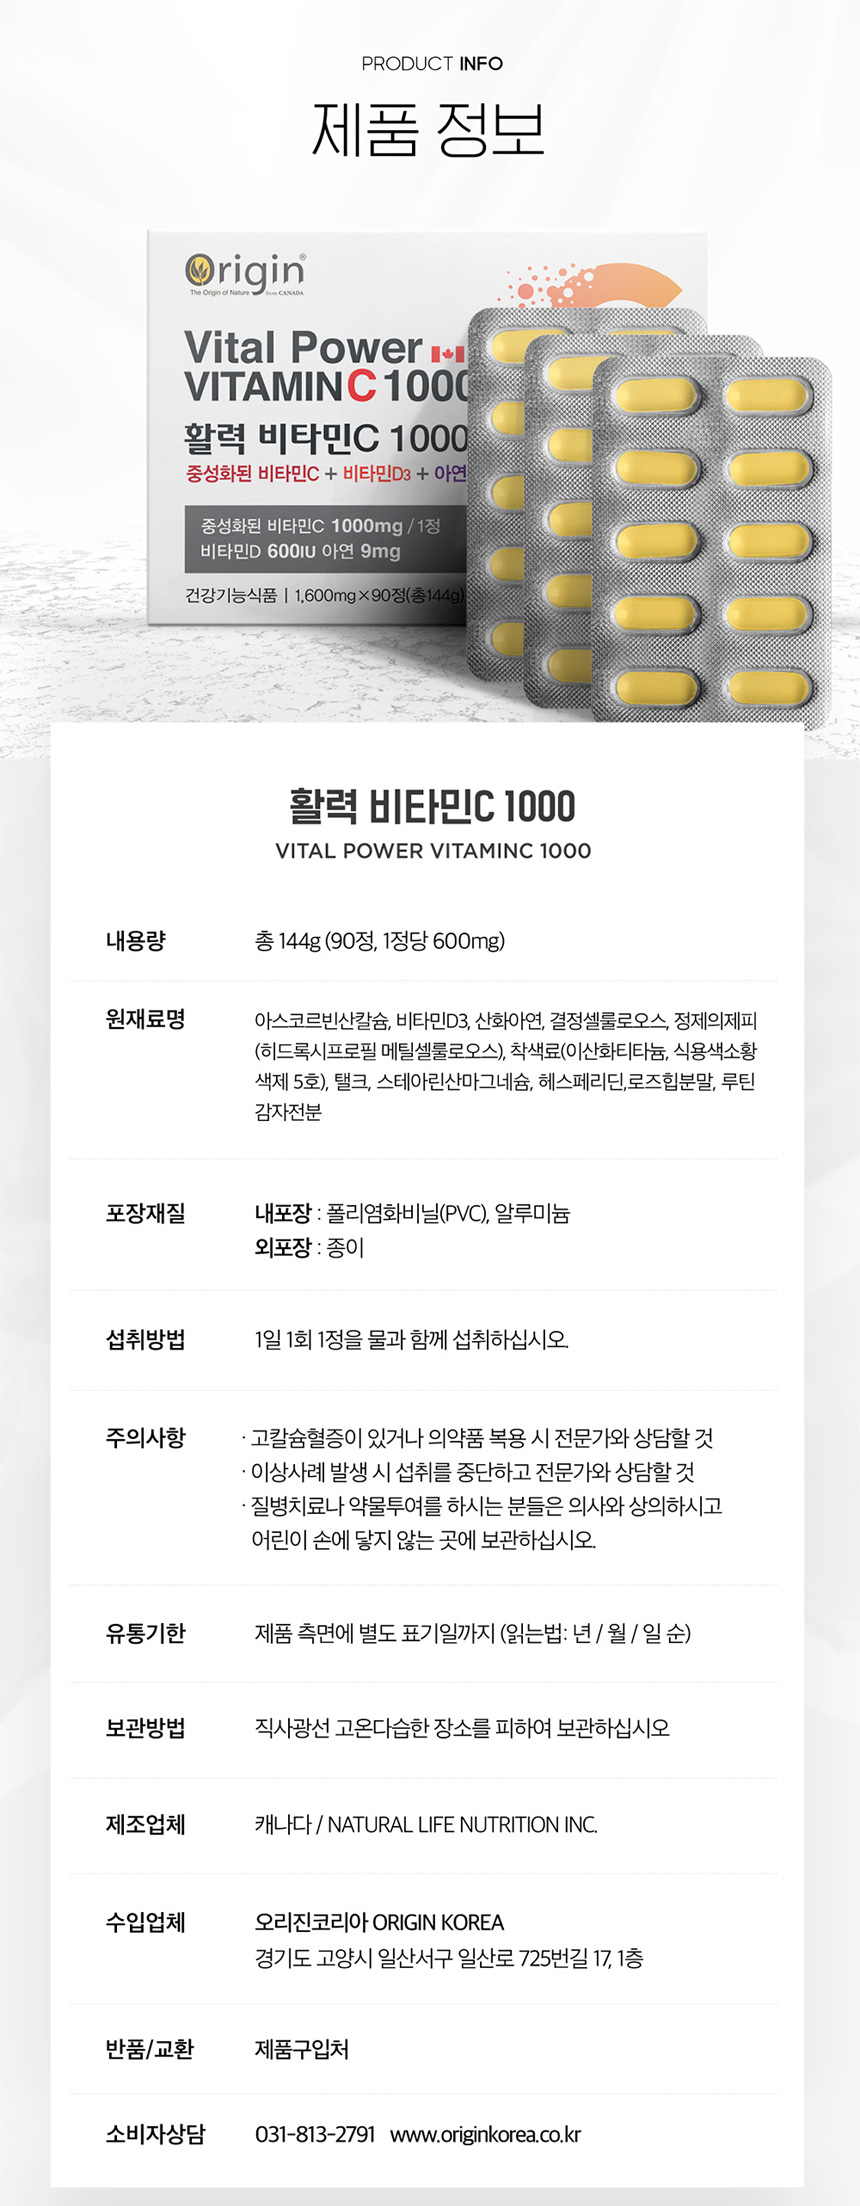 PRODUCT INFO
제품 정보
Origin®
The Origin of Nature from CANADA
Vital Power
VITAMIN C 1000
활력 비타민C 1000
중성화된 비타민C + 비타민D3 + 아연
중성화된 비타민C 1000mg / 1정
비타민D 600IU 아연 9mg
건강기능식품 | 1,600mg×90정(총144g)
활력 비타민C 1000
VITAL POWER VITAMINC 1000
내용량 총 144g (90정, 1정당 600mg)
원재료명 아스코르빈산칼슘, 비타민D3, 산화아연, 결정셀룰로오스, 정제의제피
(히드록시프로필 메틸셀룰로오스), 착색료(이산화티타늄, 식용색소황
색제 5호), 탤크, 스테아린산마그네슘, 헤스페리딘,로즈힙분말, 루틴
감자전분
포장재질 내포장 : 폴리염화비닐(PVC), 알루미늄
외포장 : 종이
섭취방법 1일 1회 1정을 물과 함께 섭취하십시오.
주의사항 · 고칼슘혈증이 있거나 의약품 복용 시 전문가와 상담할 것
· 이상사례 발생 시 섭취를 중단하고 전문가와 상담할 것
· 질병치료나 약물투여를 하시는 분들은 의사와 상의하시고
어린이 손에 닿지 않는 곳에 보관하십시오.
유통기한 제품 측면에 별도 표기일까지 (읽는법: 년 / 월 / 일 순)
보관방법 직사광선 고온다습한 장소를 피하여 보관하십시오
제조업체 캐나다 / NATURAL LIFE NUTRITION INC.
수입업체 오리진코리아 ORIGIN KOREA
경기도 고양시 일산서구 일산로 725번길 17, 1층
반품/교환 제품구입처
소비자상담 031-813-2791 www.originkorea.co.kr